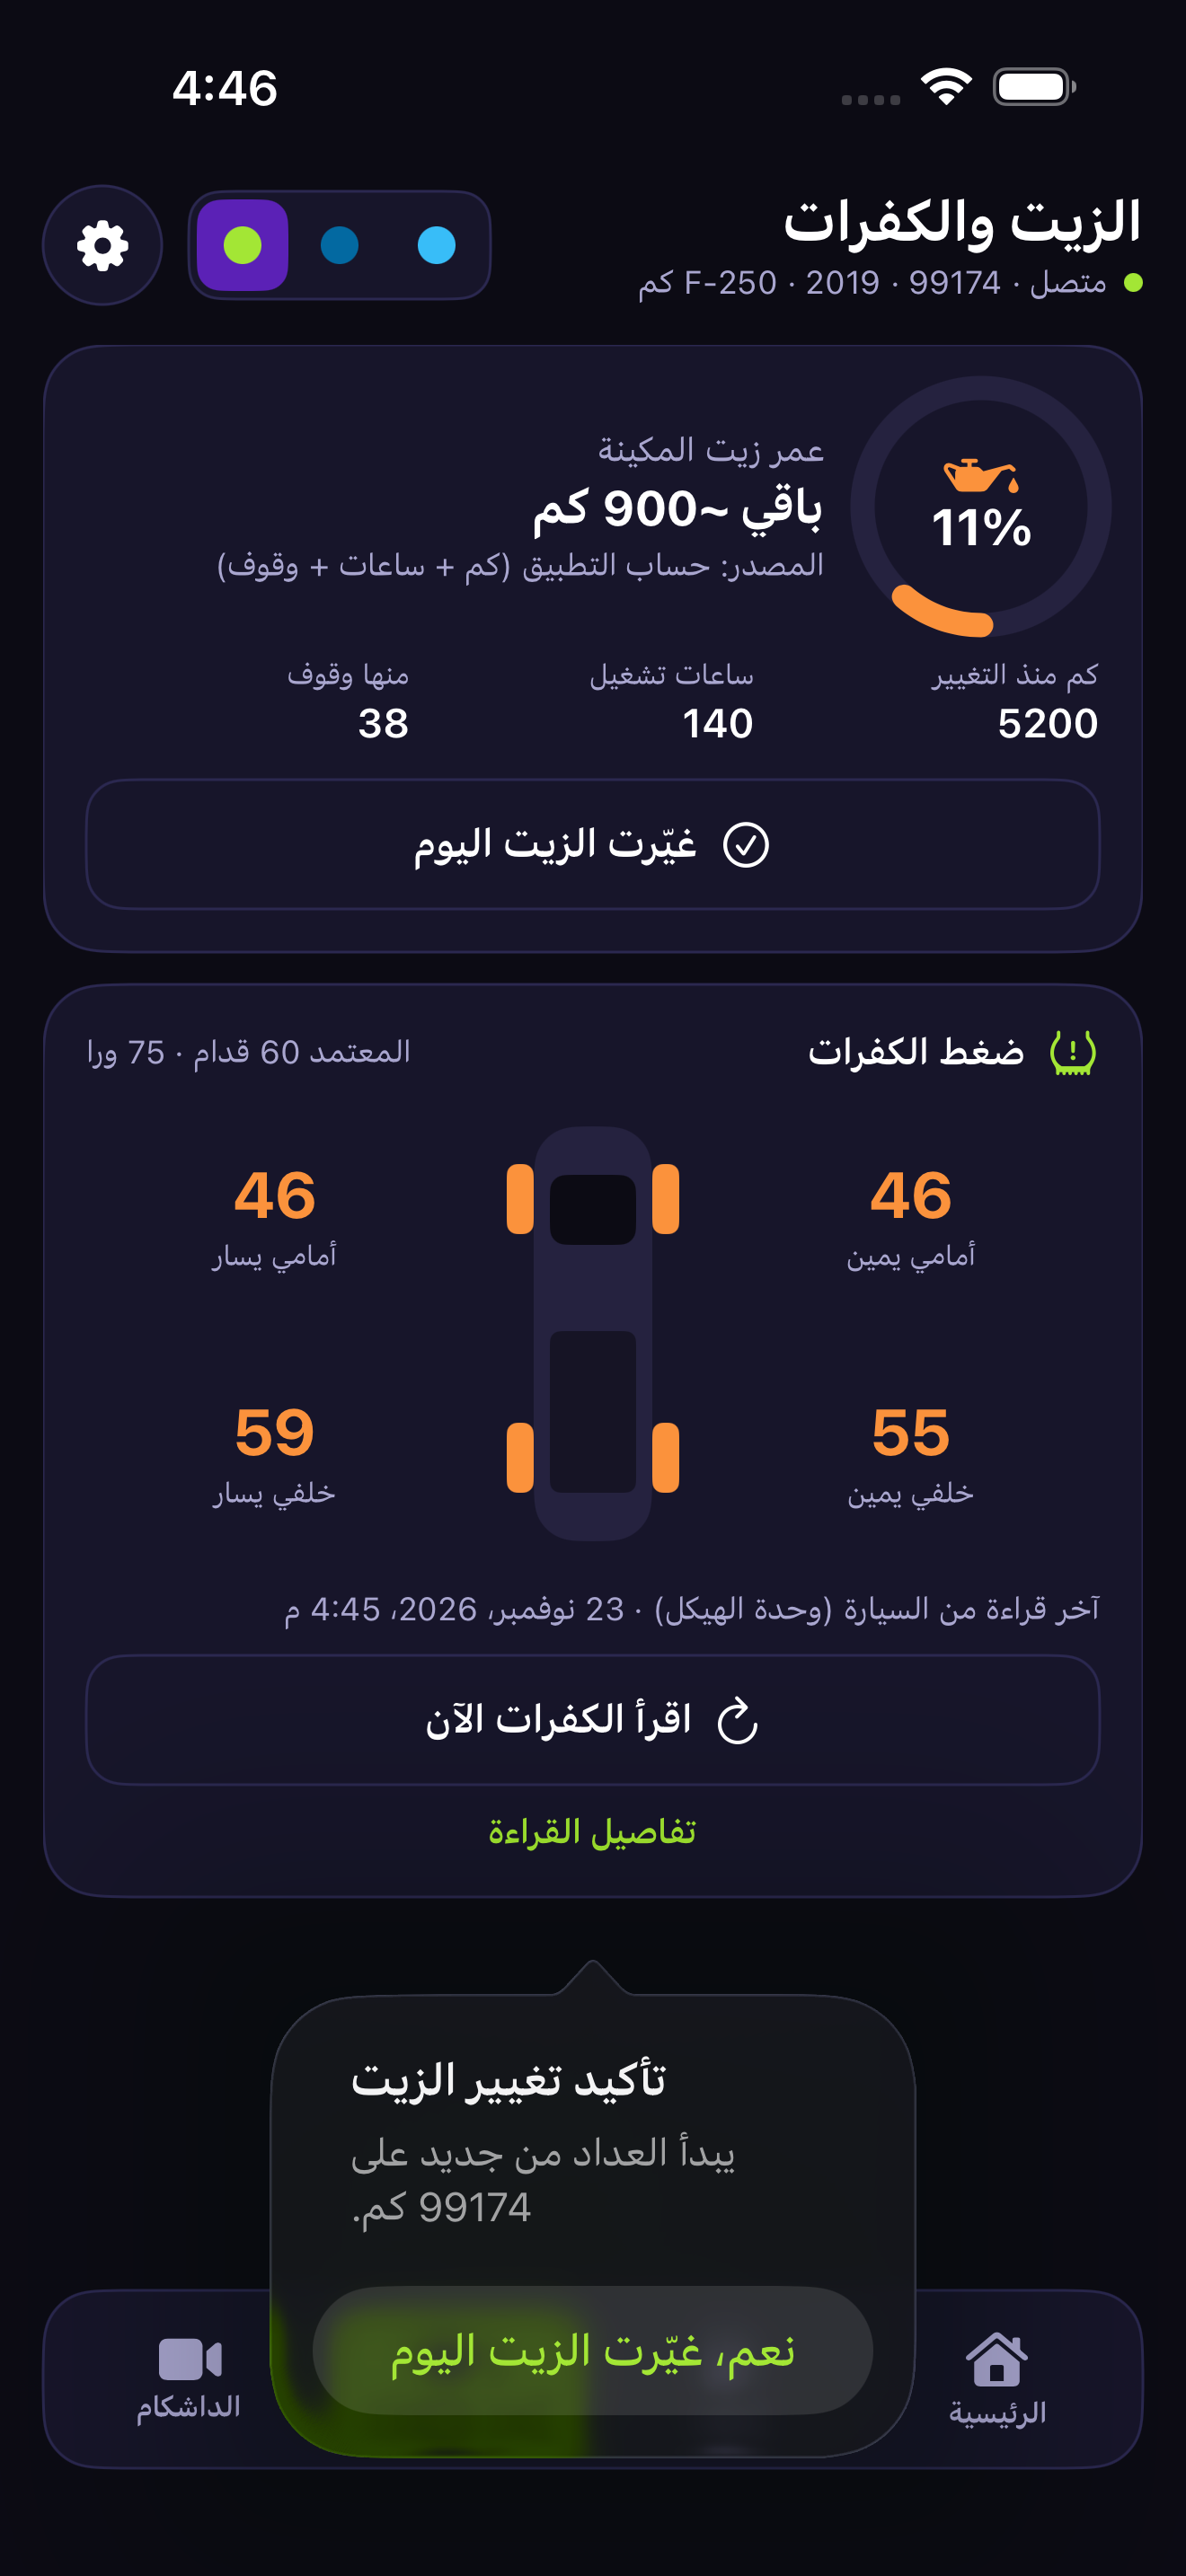 4:46
الزيت والكفرات
متصل · F-250 · 2019 · 99174 كم
11%
عمر زيت المكينة
باقي ~900 كم
المصدر: حساب التطبيق (كم + ساعات + وقوف)
كم منذ التغيير
5200
ساعات تشغيل
140
منها وقوف
38
غيّرت الزيت اليوم
ضغط الكفرات
المعتمد 60 قدام · 75 ورا
46
أمامي يمين
46
أمامي يسار
55
خلفي يمين
59
خلفي يسار
آخر قراءة من السيارة (وحدة الهيكل) · 23 نوفمبر، 2026، 4:45 م
اقرأ الكفرات الآن
تفاصيل القراءة
تأكيد تغيير الزيت
يبدأ العداد من جديد على
99174 كم.
نعم، غيّرت الزيت اليوم
الرئيسية
الداشكام